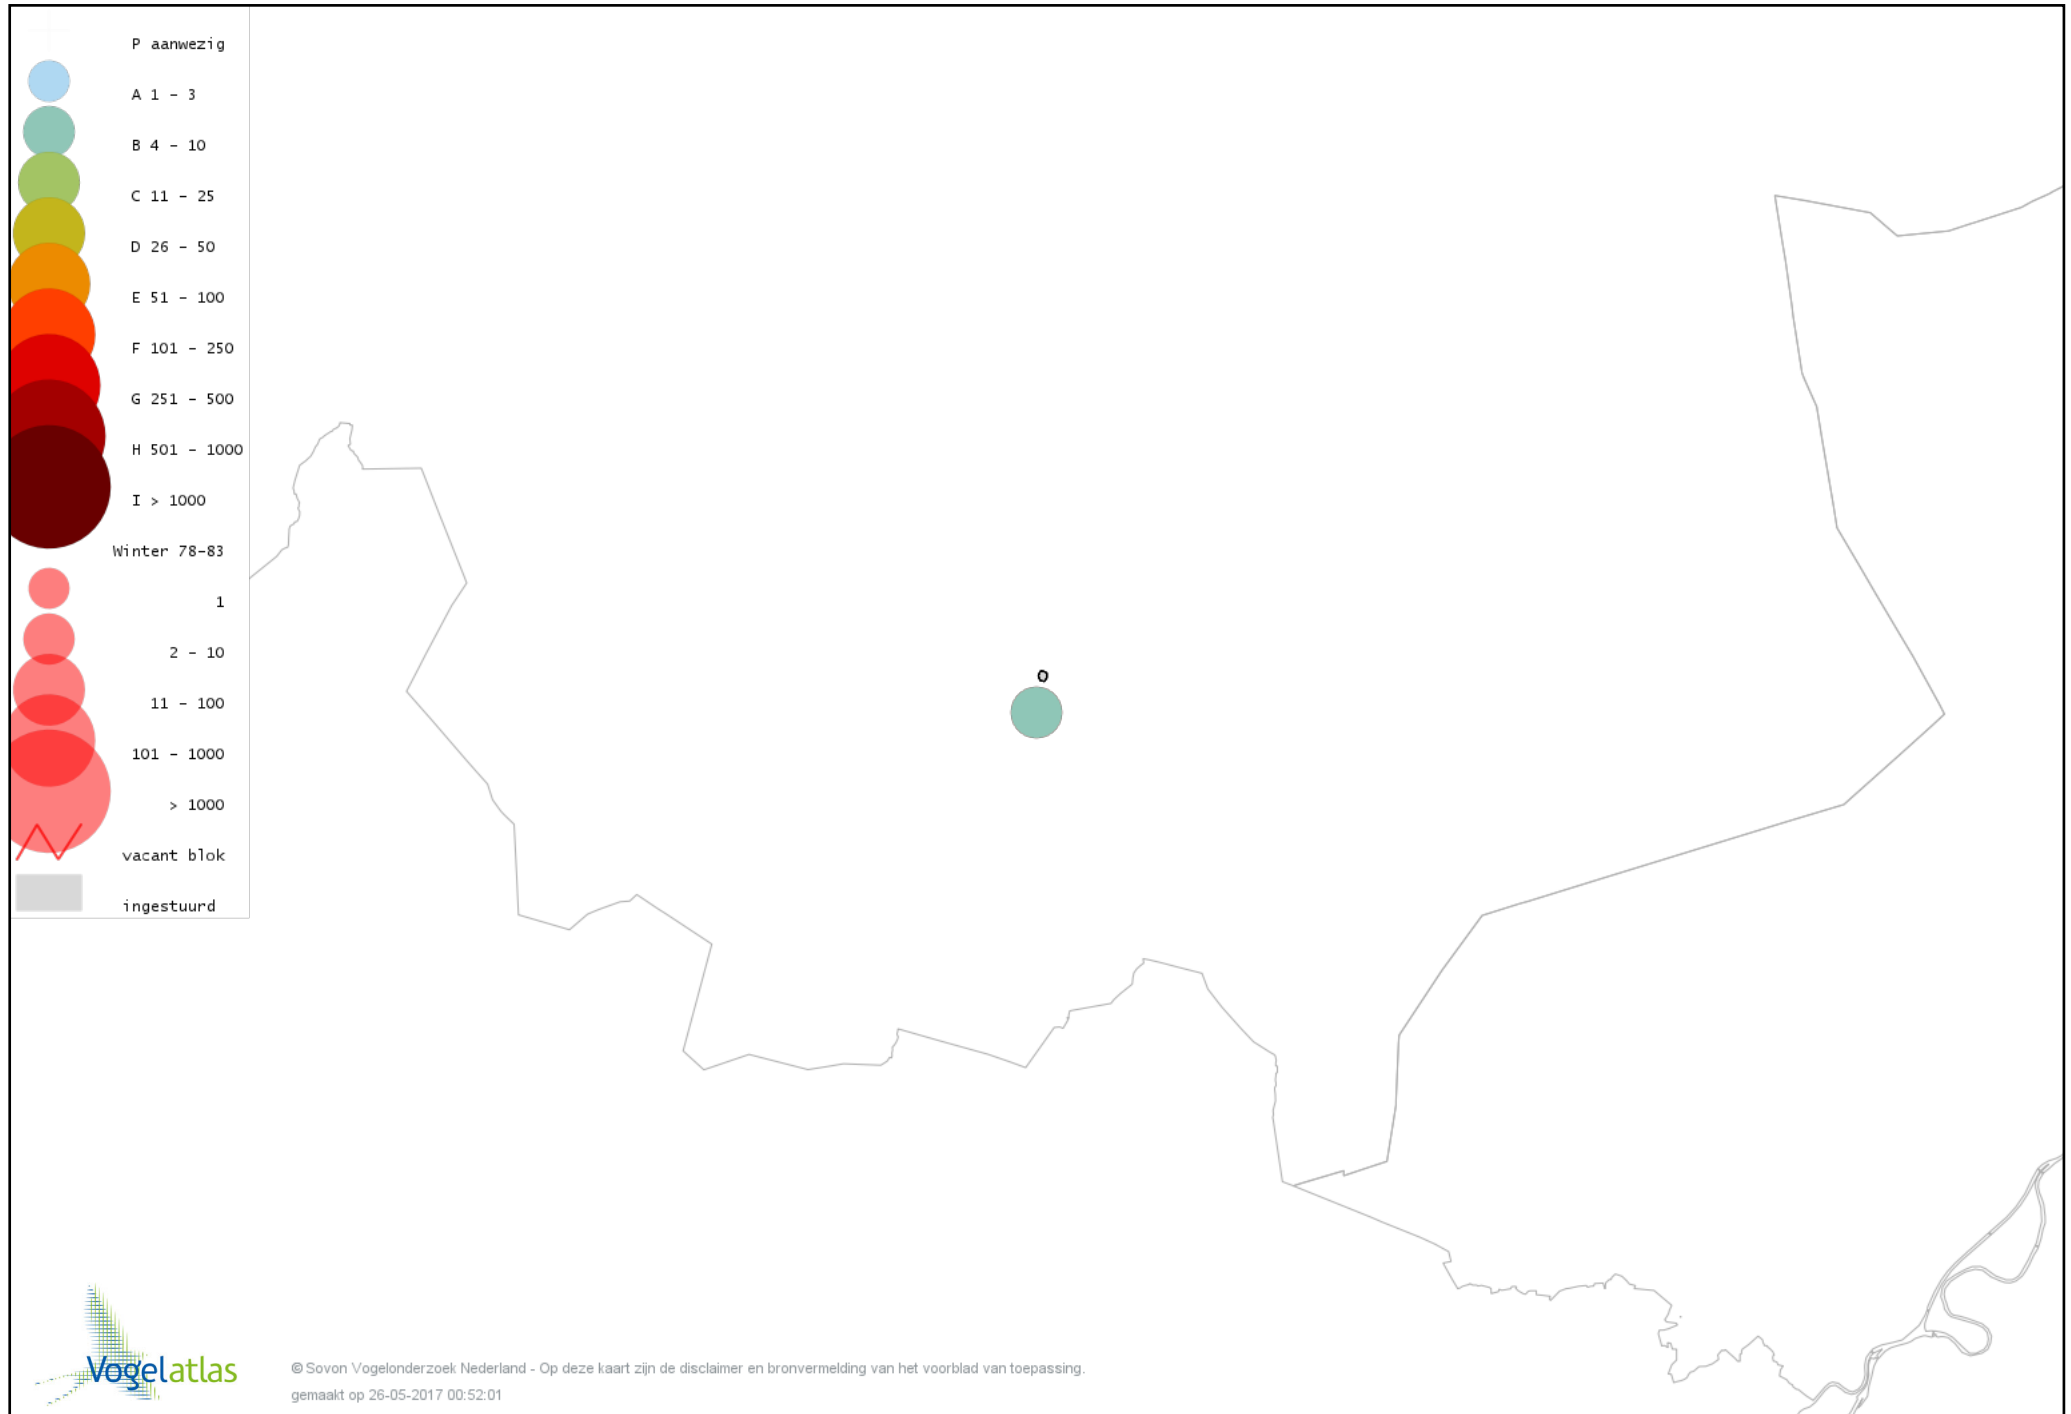 P aanwezig
A 1 - 3
B 4 - 10
C 11 - 25
D 26 - 50
E 51 - 100
F 101 - 250
G 251 - 500
H 501 - 1000
I > 1000
Winter 78-83
1
2 - 10
11 - 100
101 - 1000
> 1000
vacant blok
ingestuurd
0
Vogelatlas
© Sovon Vogelonderzoek Nederland - Op deze kaart zijn de disclaimer en bronvermelding van het voorblad van toepassing.
gemaakt op 26-05-2017 00:52:01